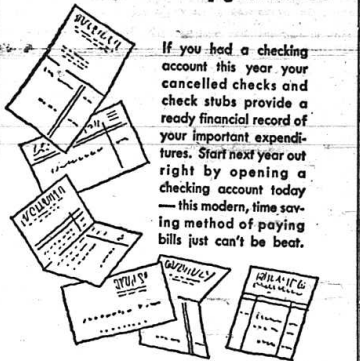 If you had a checking
account this year your
cancelled checks and
check stubs provide a
ready financial record of
your important expendi-
tures. Start next year out
right by opening a
checking account today
— this modern, time sav-
ing method of paying
bills just can't be beat.